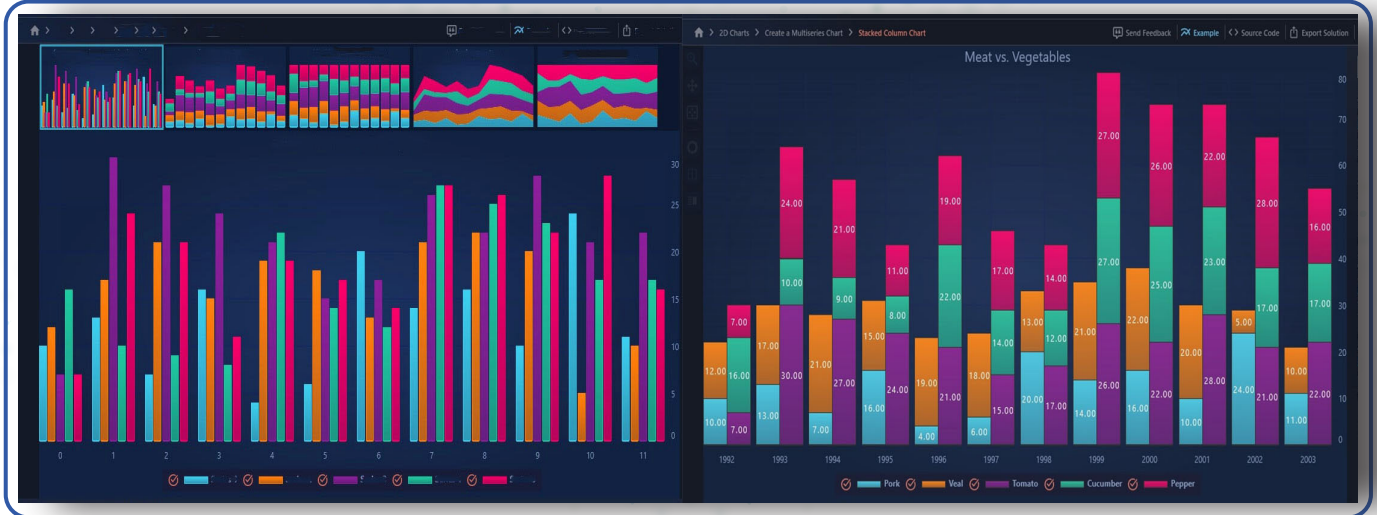 2D Charts > Create a Multiseries Chart > Stacked Column Chart
Send Feedback
Example
<> Source Code
Export Solution
30
20
15
10
5
0
0 1 2 3 4 5 6 7 8 9 10 11
Meat vs. Vegetables
80
70
60
50
40
30
20
10
0
12.00 10.00 7.00 16.00 7.00
17.00 13.00 24.00 10.00 30.00
21.00 7.00 21.00 9.00 27.00
15.00 16.00 11.00 8.00 24.00
19.00 4.00 19.00 22.00 21.00
18.00 6.00 17.00 14.00 15.00
13.00 20.00 14.00 12.00 17.00
21.00 14.00 27.00 27.00 26.00
22.00 16.00 26.00 25.00 22.00
20.00 10.00 22.00 23.00 28.00
5.00 24.00 28.00 17.00 21.00
10.00 11.00 16.00 17.00 22.00
1992 1993 1994 1995 1996 1997 1998 1999 2000 2001 2002 2003
Pork Veal Tomato Cucumber Pepper